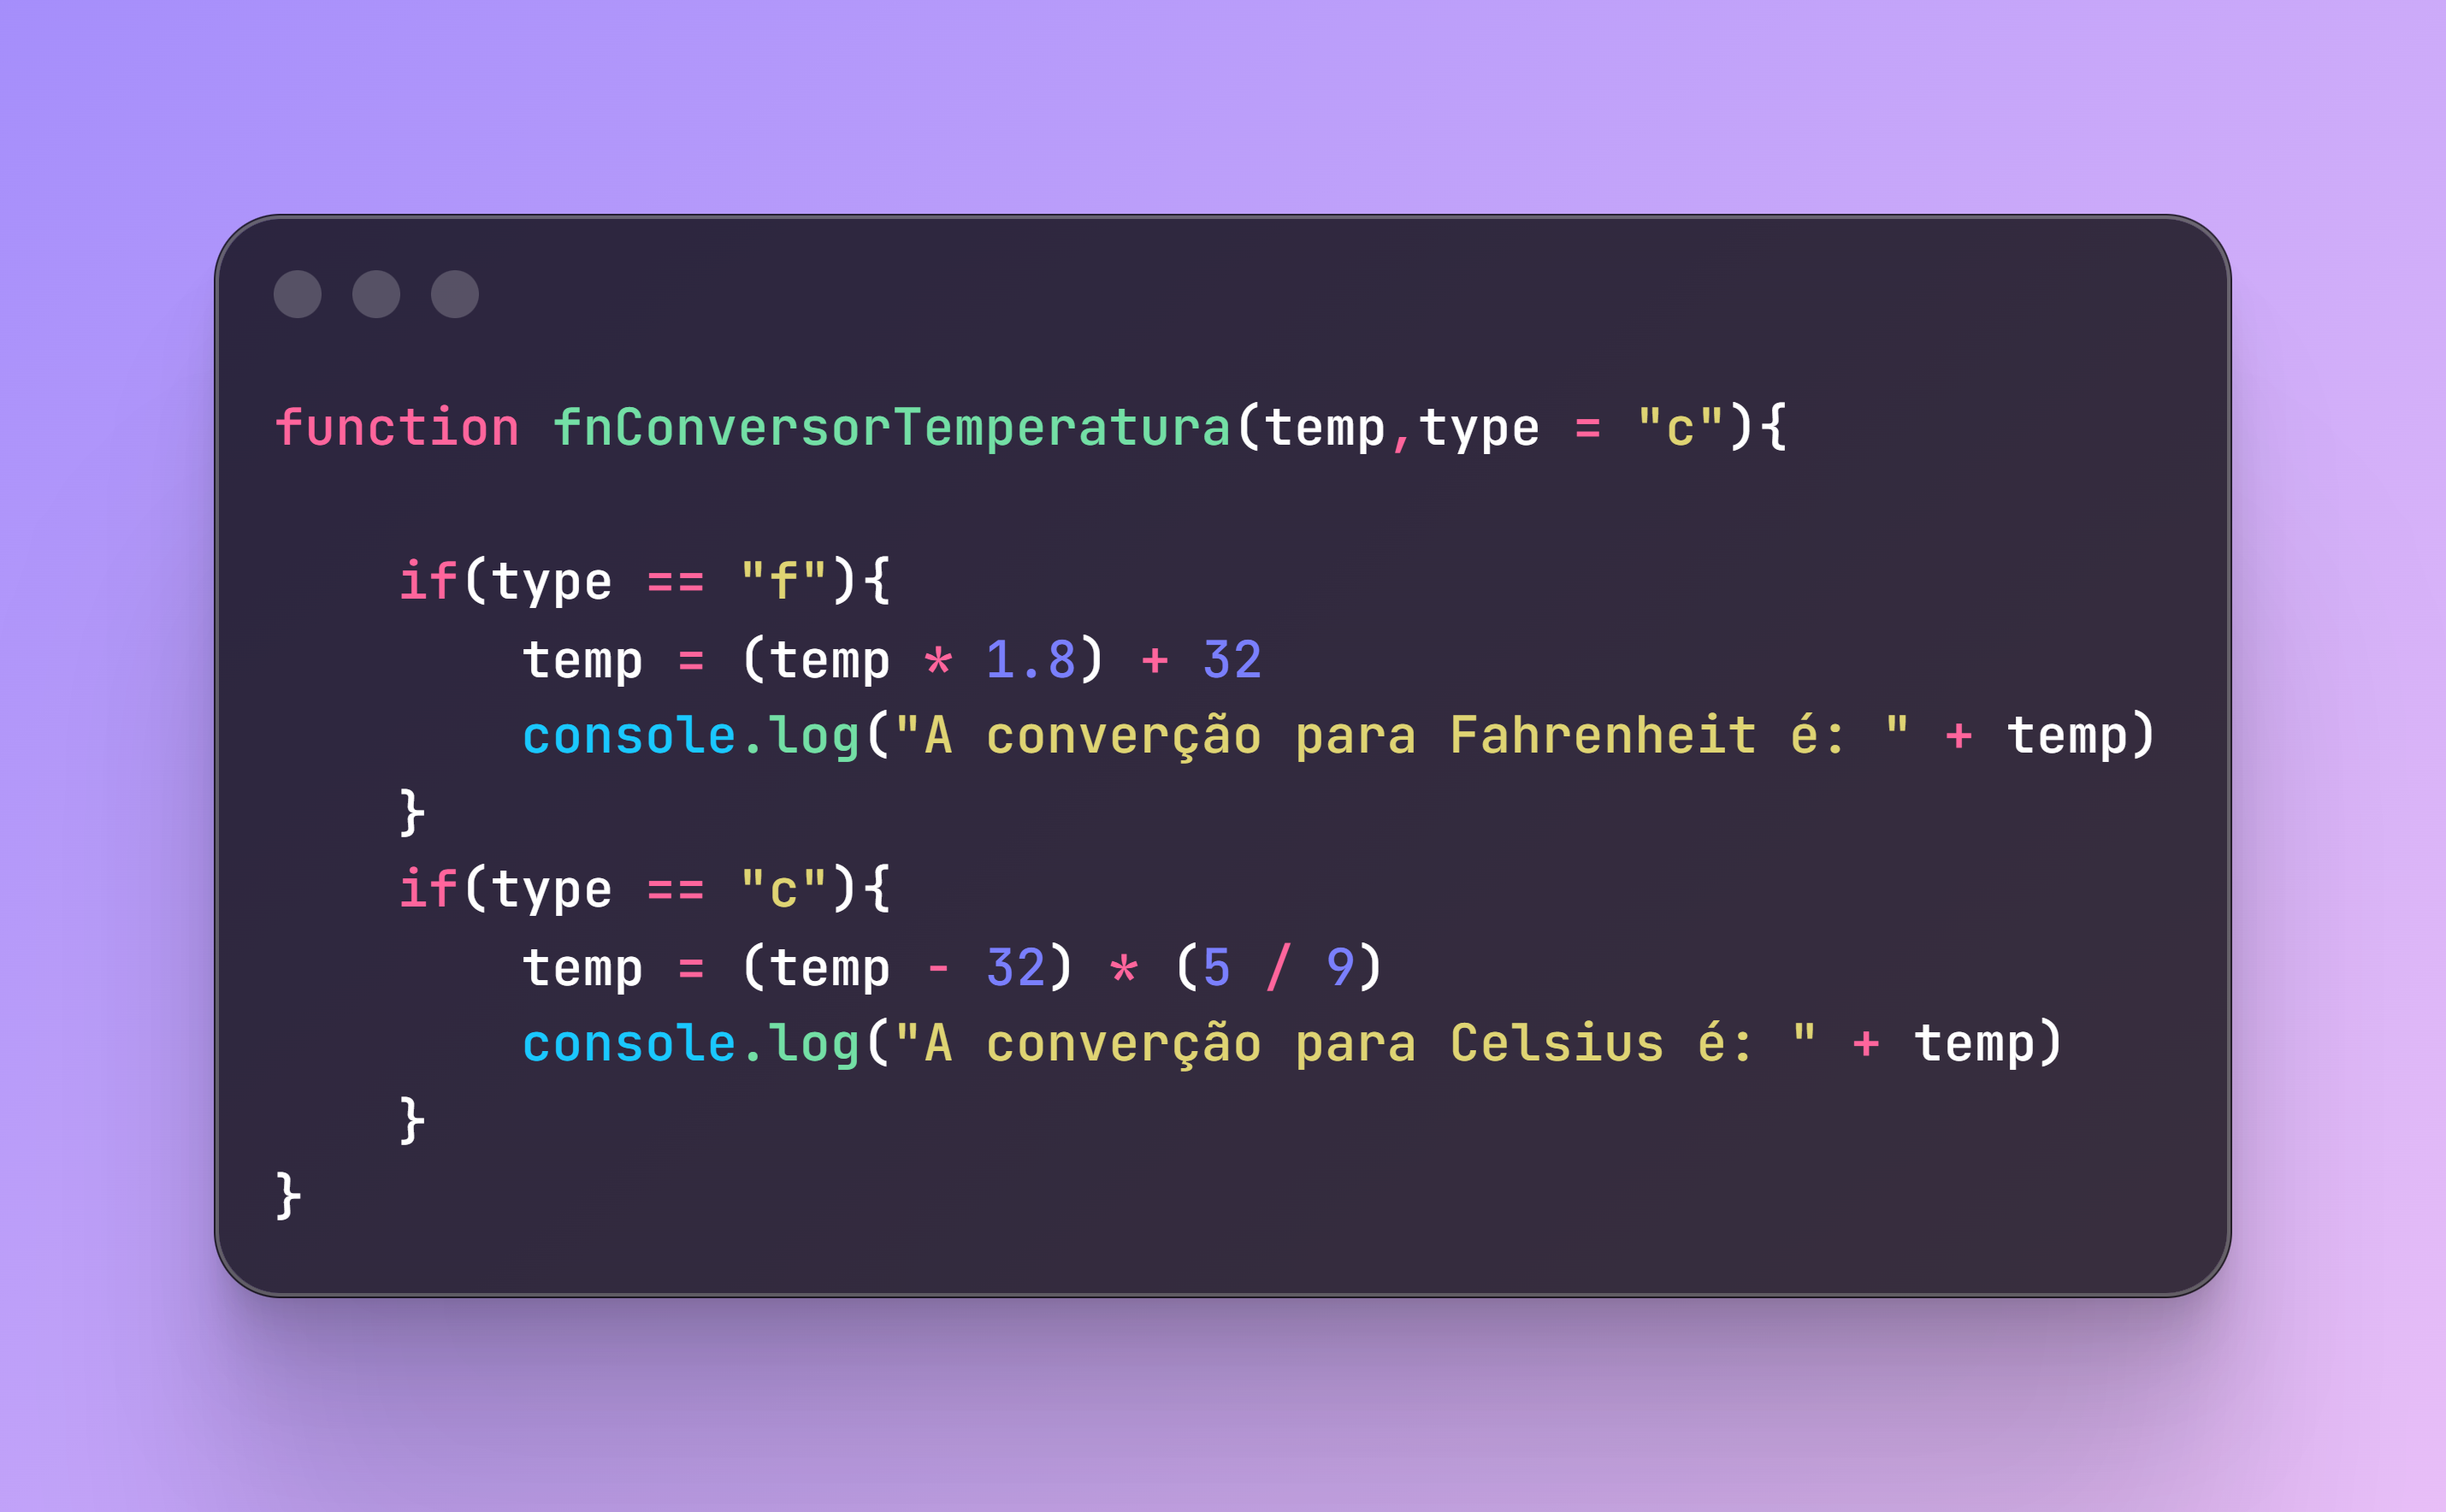 function fnConversorTemperatura(temp,type = "c"){
if(type == "f"){
temp = (temp * 1.8) + 32
console.log("A converção para Fahrenheit é: " + temp)
}
if(type == "c"){
temp = (temp - 32) * (5 / 9)
console.log("A converção para Celsius é: " + temp)
}
}